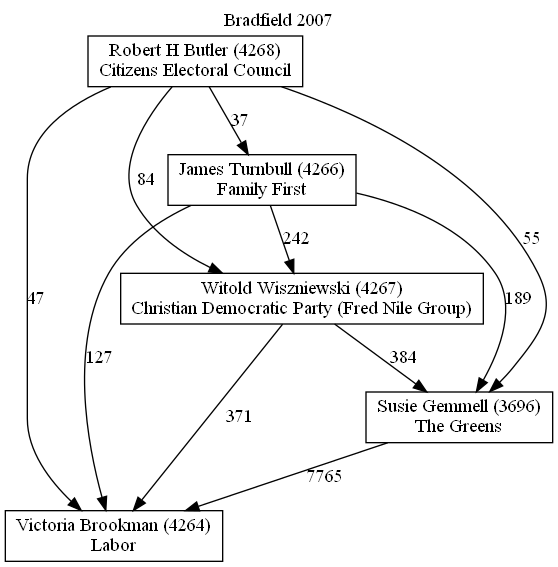 Bradfield 2007
Robert H Butler (4268)
Citizens Electoral Council
37
James Turnbull (4266)
Family First
84
55
242
Witold Wiszniewski (4267)
Christian Democratic Party (Fred Nile Group)
47
189
127
384
371
Susie Gemmell (3696)
The Greens
7765
Victoria Brookman (4264)
Labor